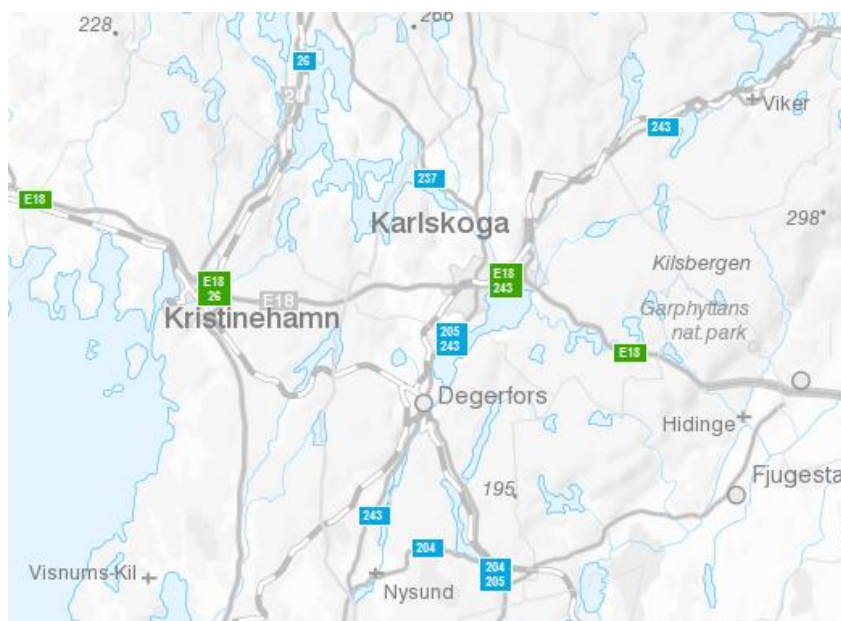 228
266
26
26
Viker
243
237
E18
Karlskoga
298
Kilsbergen
E18
26
E18
243
E18
Kristinehamn
Garphyttans
nat.park
205
243
E18
Degerfors
Hidinge
Fjugesta
195
243
204
204
205
Visnums-Kil
Nysund